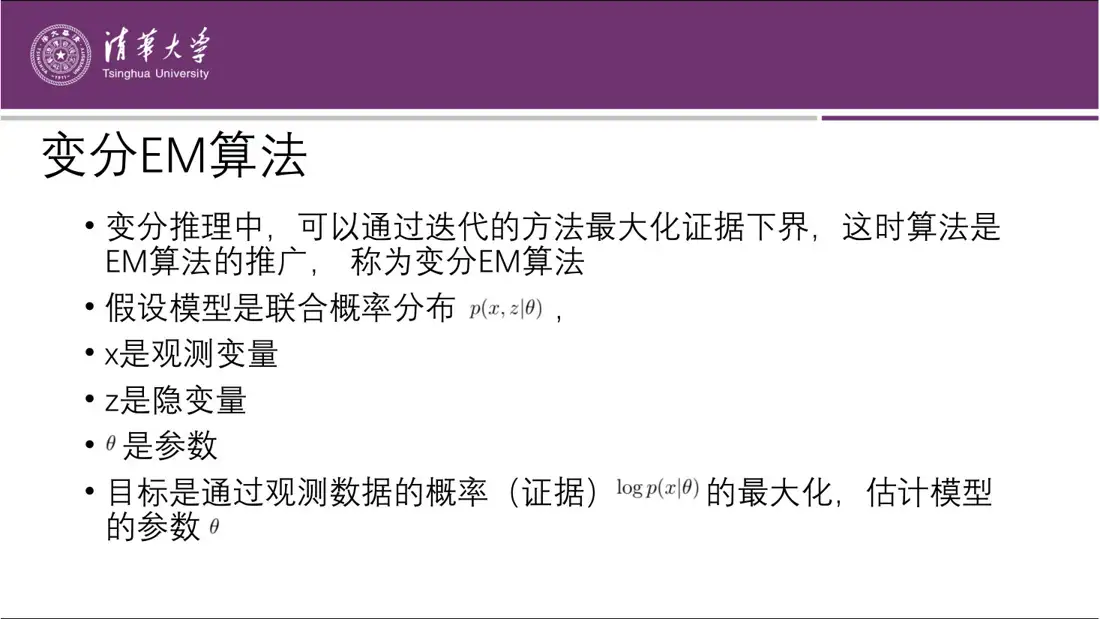 清华大学
Tsinghua University
变分EM算法
• 变分推理中，可以通过迭代的方法最大化证据下界，这时算法是
EM算法的推广， 称为变分EM算法
• 假设模型是联合概率分布 p(x, z|θ) ，
• x是观测变量
• z是隐变量
• θ 是参数
• 目标是通过观测数据的概率（证据） log p(x|θ) 的最大化，估计模型
的参数 θ